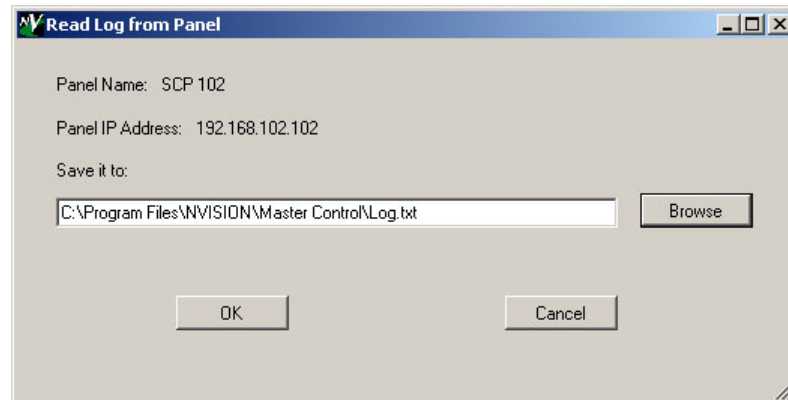 NV Read Log from Panel
Panel Name: SCP 102
Panel IP Address: 192.168.102.102
Save it to:
C:\Program Files\NVISION\Master Control\Log.txt
Browse
OK
Cancel